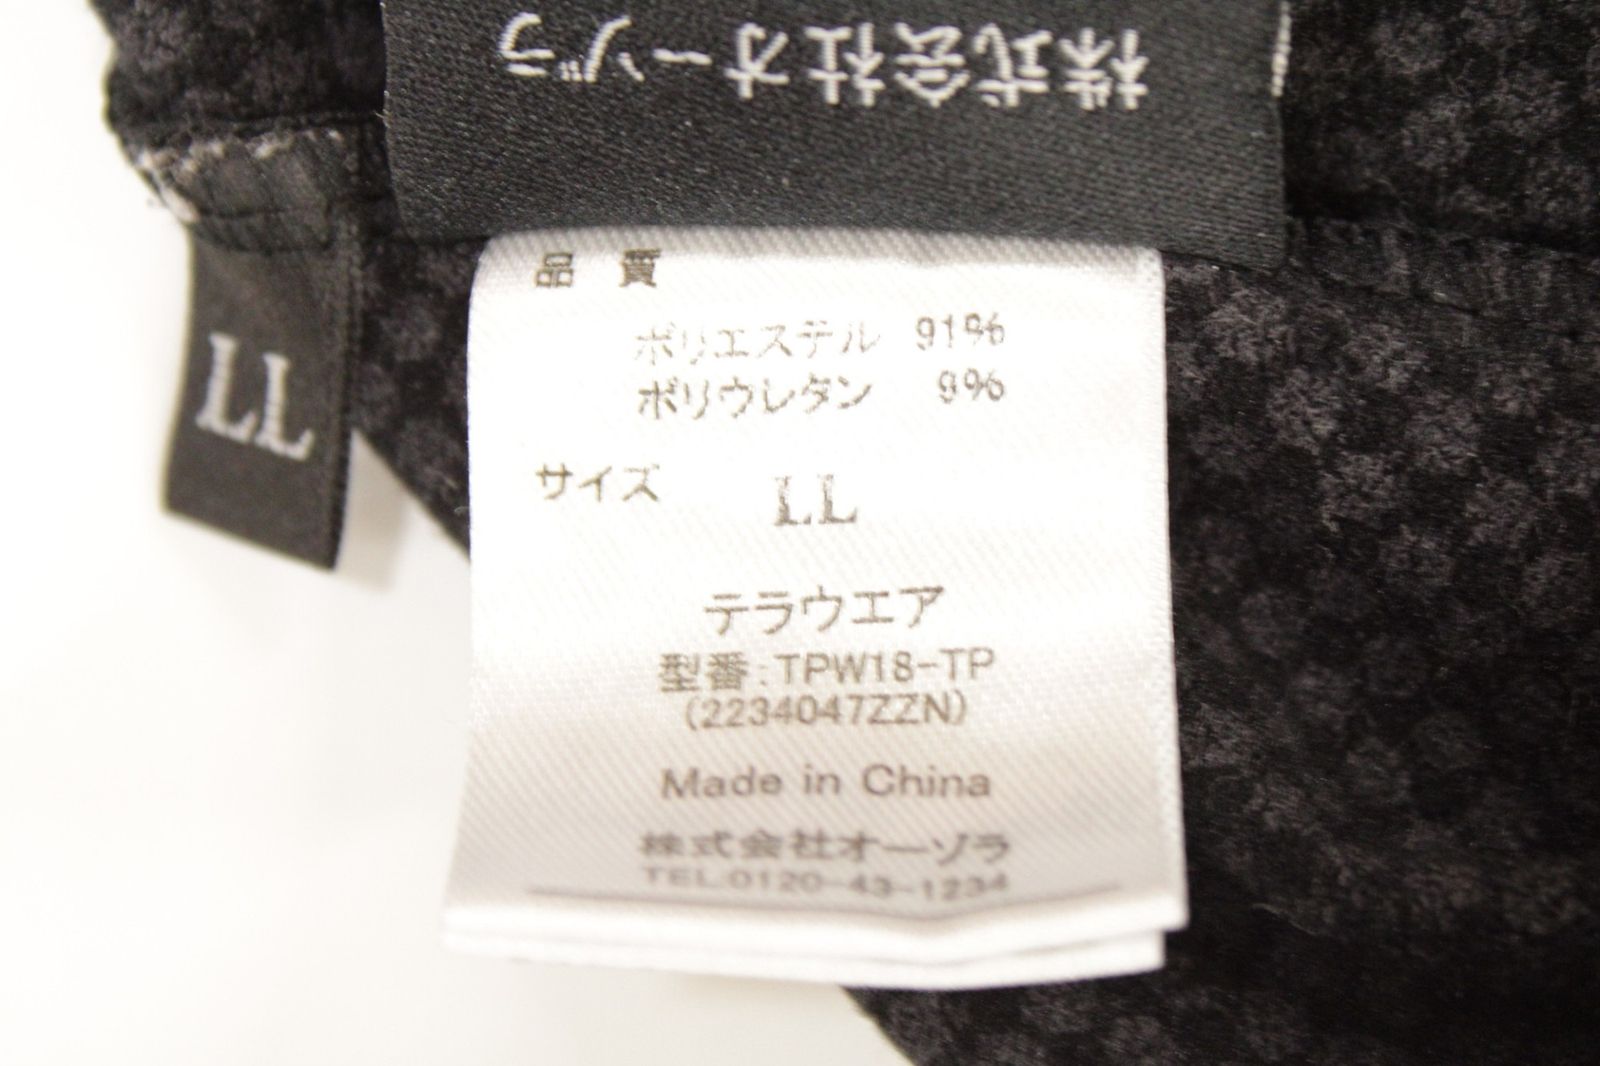 株式会社オーゾラ
LL
品 質
ポリエステル 91%
ポリウレタン 9%
サイズ LL
テラウエア
型番:TPW18-TP
(2234047ZZN)
Made in China
株式会社オーゾラ
TEL.0120-43-1234